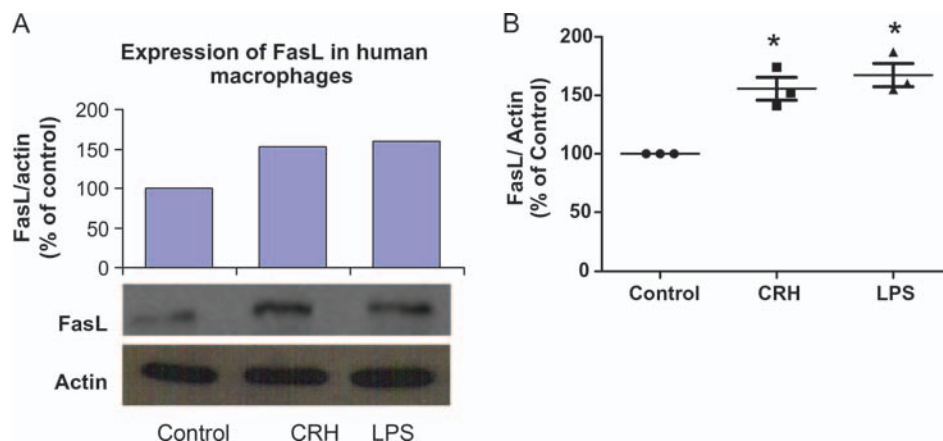 A
Expression of FasL in human
macrophages
FasL/actin
(% of control)
200
150
100
50
0
FasL
Actin
Control CRH LPS
B
FasL/ Actin
(% of Control)
200
150
100
50
0
* *
Control CRH LPS